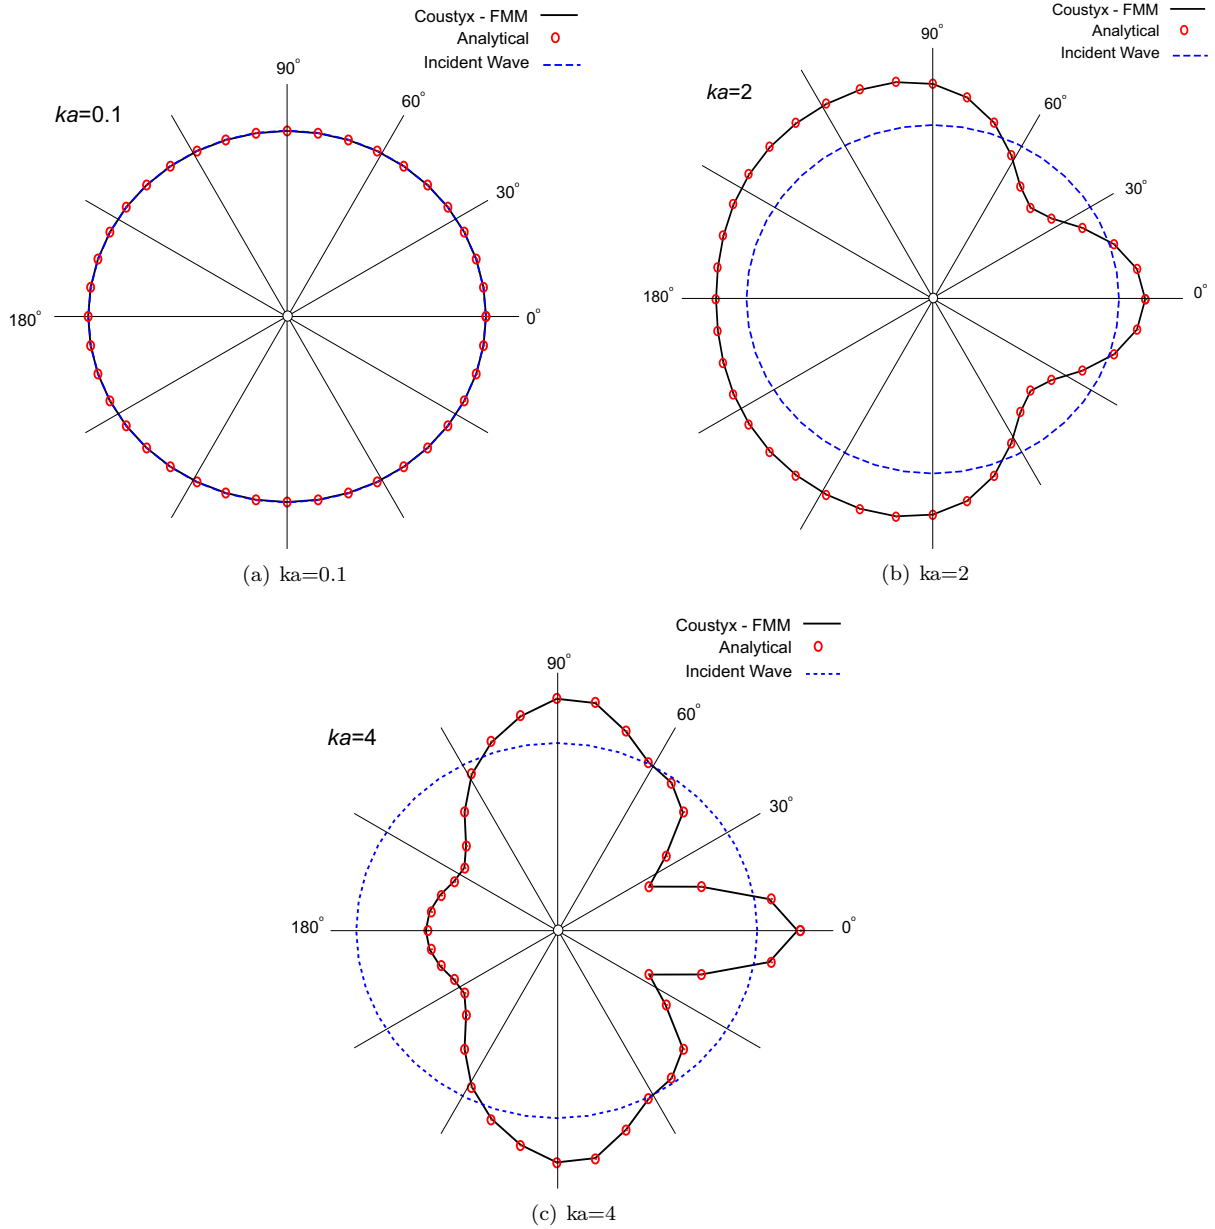 Coustyx - FMM
Analytical
Incident Wave
90°
60°
ka=0.1
30°
180°
0°
(a) ka=0.1
Coustyx - FMM
Analytical
Incident Wave
90°
60°
ka=2
30°
180°
0°
(b) ka=2
Coustyx - FMM
Analytical
Incident Wave
90°
60°
ka=4
30°
180°
0°
(c) ka=4